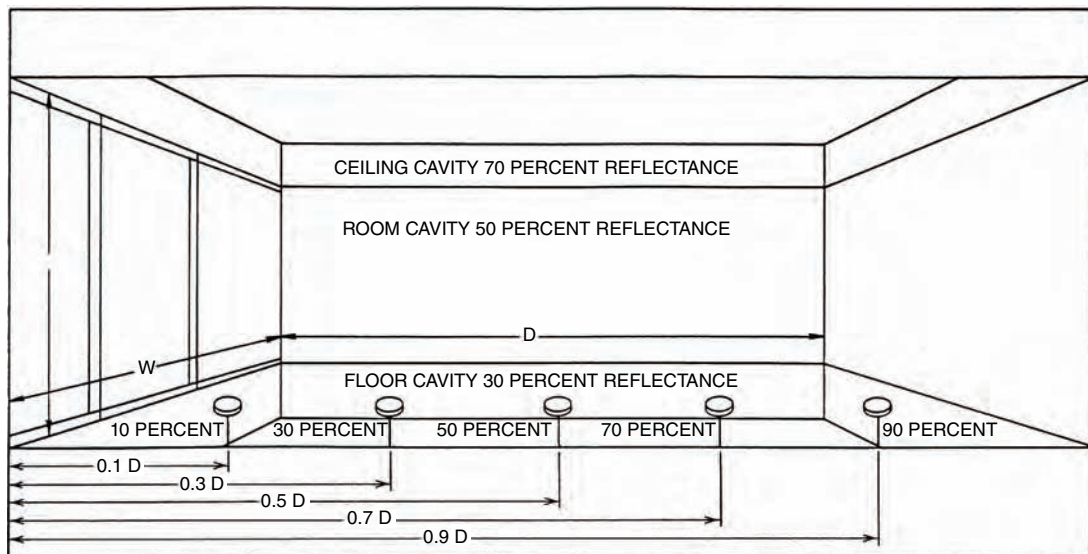 CEILING CAVITY 70 PERCENT REFLECTANCE
ROOM CAVITY 50 PERCENT REFLECTANCE
D
W
FLOOR CAVITY 30 PERCENT REFLECTANCE
10 PERCENT
30 PERCENT
50 PERCENT
70 PERCENT
90 PERCENT
0.1 D
0.3 D
0.5 D
0.7 D
0.9 D